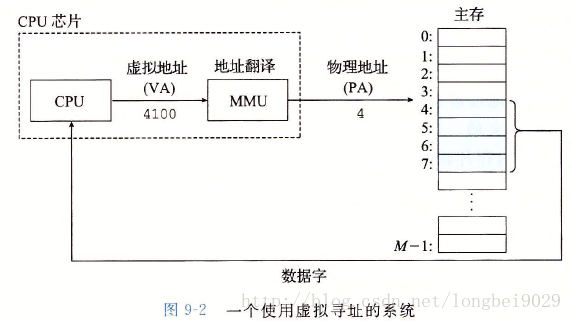 CPU 芯片
主存
虚拟地址
(VA)
4100
地址翻译
物理地址
(PA)
4
CPU
MMU
0:
1:
2:
3:
4:
5:
6:
7:
⋮
M−1:
数据字
图 9-2 一个使用虚拟寻址的系统
http://blog.csdn.net/longbei9029